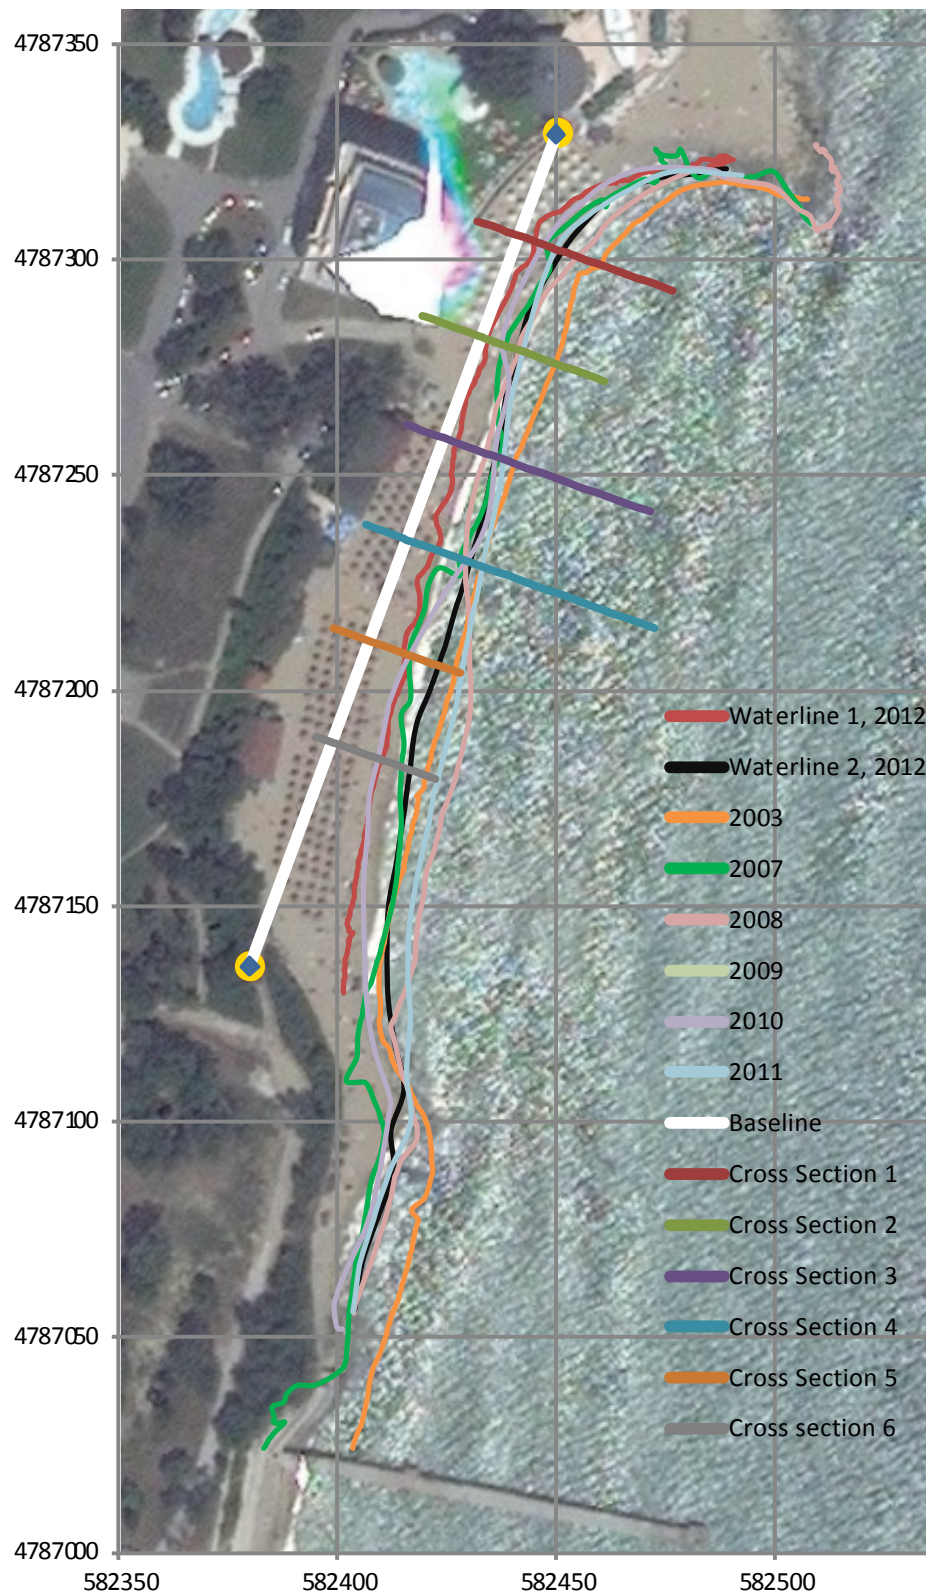 4787350
4787300
4787250
4787200
Waterline 1, 2012
Waterline 2, 2012
2003
2007
4787150
2008
2009
2010
2011
4787100
Baseline
Cross Section 1
Cross Section 2
Cross Section 3
4787050
Cross Section 4
Cross Section 5
Cross section 6
4787000
582350
582400
582450
582500